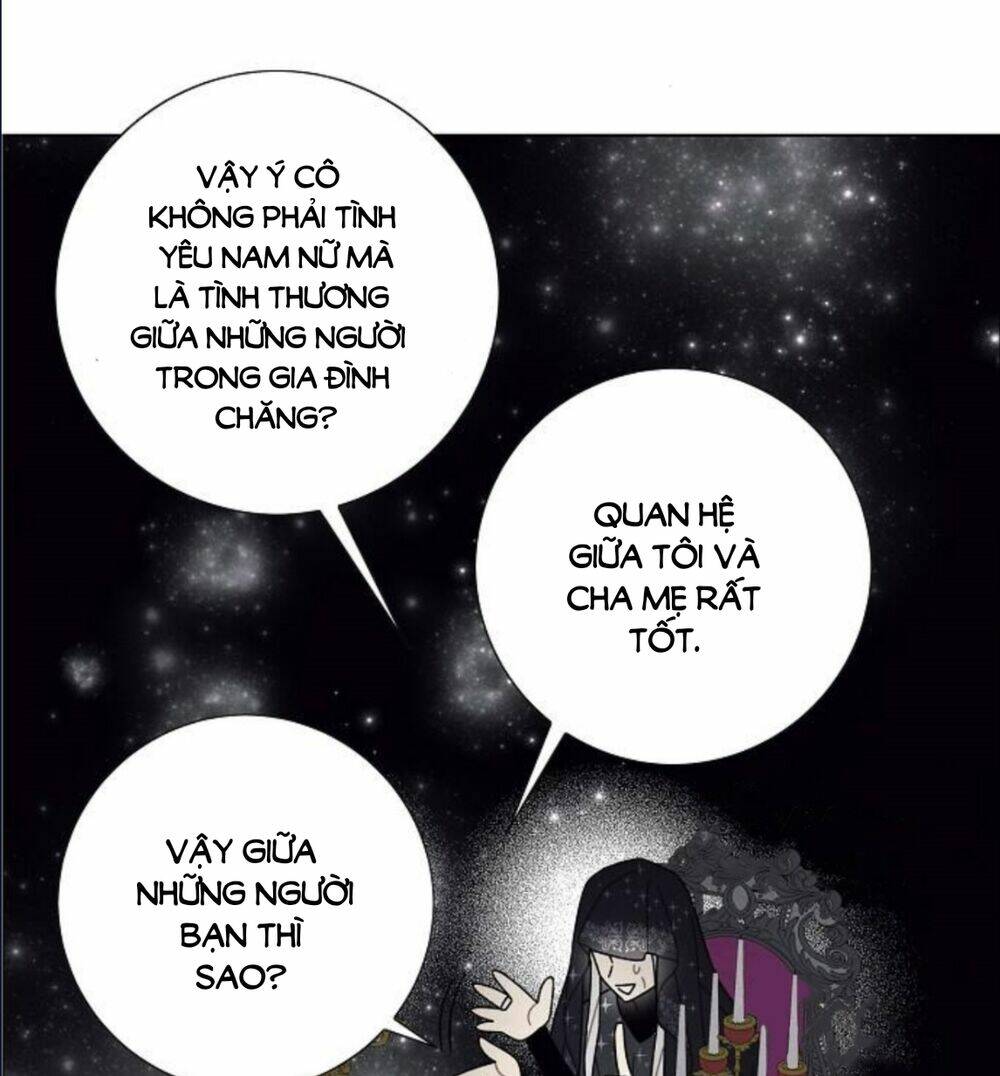 VẬY Ý CÔ
KHÔNG PHẢI TÌNH
YÊU NAM NỮ MÀ
LÀ TÌNH THƯƠNG
GIỮA NHỮNG NGƯỜI
TRONG GIA ĐÌNH
CHĂNG?
QUAN HỆ
GIỮA TÔI VÀ
CHA MẸ RẤT
TỐT.
VẬY GIỮA
NHỮNG NGƯỜI
BẠN THÌ
SAO?